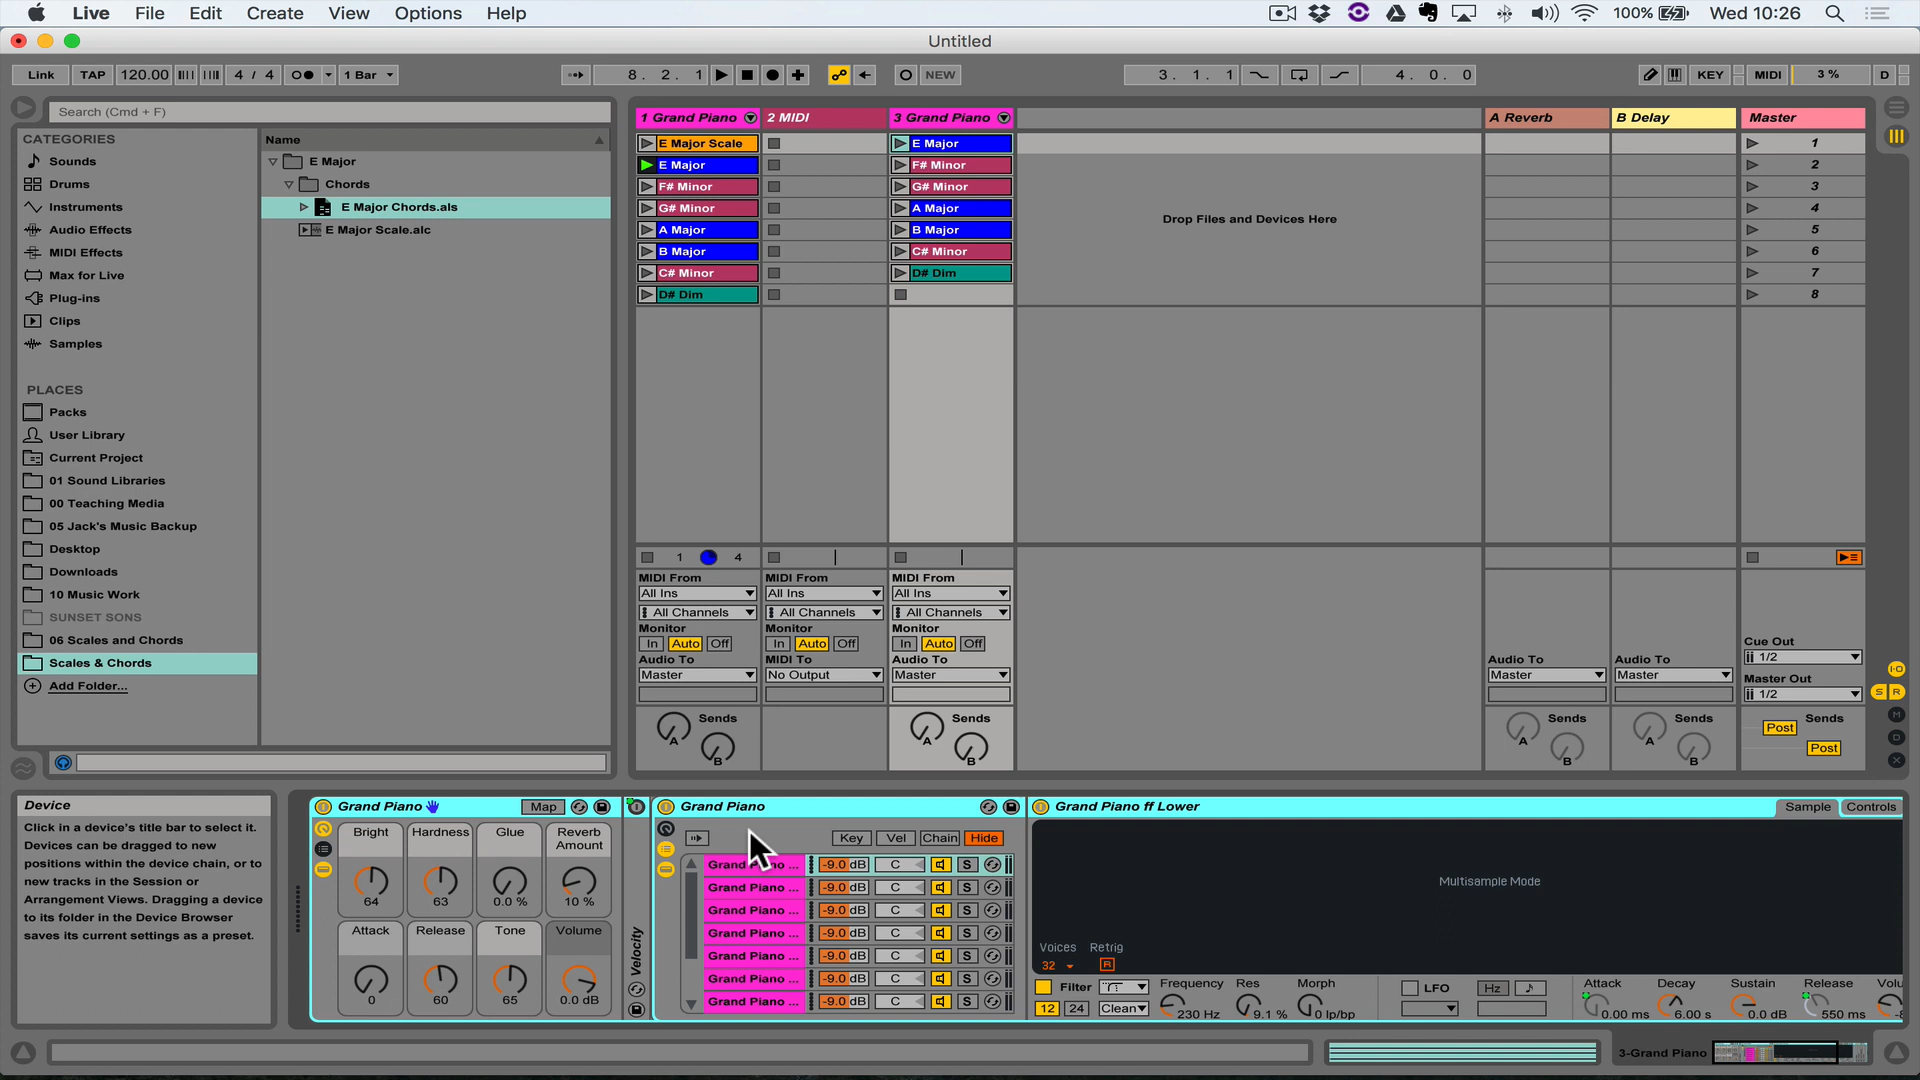 Live File Edit Create View Options Help 100% Wed 10:26
Untitled
Link TAP 120.00 4 / 4 1 Bar 8. 2. 1 NEW 3. 1. 1 4. 0. 0 KEY MIDI 3 % D
Search (Cmd + F)
CATEGORIES
Sounds
Drums
Instruments
Audio Effects
MIDI Effects
Max for Live
Plug-ins
Clips
Samples
PLACES
Packs
User Library
Current Project
01 Sound Libraries
00 Teaching Media
05 Jack's Music Backup
Desktop
Downloads
10 Music Work
SUNSET SONS
06 Scales and Chords
Scales & Chords
Add Folder...
Name
E Major
Chords
E Major Chords.als
E Major Scale.alc
1 Grand Piano 2 MIDI 3 Grand Piano A Reverb B Delay Master
E Major Scale E Major 1
E Major F# Minor 2
F# Minor G# Minor 3
G# Minor A Major 4
A Major B Major 5
B Major C# Minor 6
C# Minor D# Dim 7
D# Dim 8
Drop Files and Devices Here
1 4
MIDI From MIDI From MIDI From
All Ins All Ins All Ins
All Channels All Channels All Channels
Monitor Monitor Monitor
In Auto Off In Auto Off In Auto Off
Audio To MIDI To Audio To Audio To Audio To
Master No Output Master Master Master
Cue Out
1/2
Master Out
1/2
Sends Sends Sends Sends Sends
A A A A
B B B B
Post
Post
I·O
S R
M
D
X
Device
Click in a device's title bar to select it.
Devices can be dragged to new
positions within the device chain, or to
new tracks in the Session or
Arrangement Views. Dragging a device
to its folder in the Device Browser
saves its current settings as a preset.
Grand Piano Map
Bright Hardness Glue Reverb Amount
64 63 0.0 % 10 %
Attack Release Tone Volume
0 60 65 0.0 dB
Velocity
Grand Piano
Key Vel Chain Hide
Grand Piano ... -9.0 dB C S
Grand Piano ... -9.0 dB C S
Grand Piano ... -9.0 dB C S
Grand Piano ... -9.0 dB C S
Grand Piano ... -9.0 dB C S
Grand Piano ... -9.0 dB C S
Grand Piano ... -9.0 dB C S
Grand Piano ff Lower Sample Controls
Multisample Mode
Voices Retrig
32 R
Filter Frequency Res Morph LFO Hz Attack Decay Sustain Release Volu
12 24 Clean 230 Hz 9.1 % 0 lp/bp 0.00 ms 6.00 s 0.0 dB 550 ms
3-Grand Piano